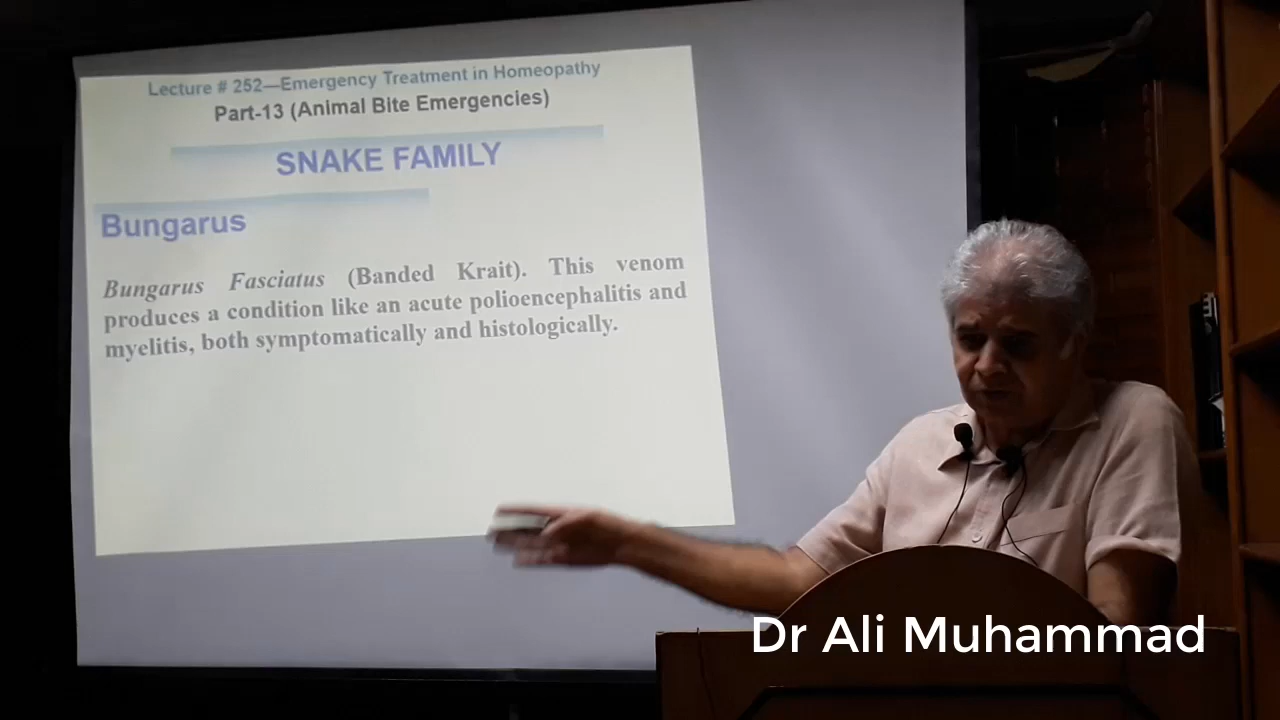 Lecture # 252—Emergency Treatment in Homeopathy
Part-13 (Animal Bite Emergencies)
SNAKE FAMILY
Bungarus
Bungarus Fasciatus (Banded Krait). This venom
produces a condition like an acute polioencephalitis and
myelitis, both symptomatically and histologically.
Dr Ali Muhammad